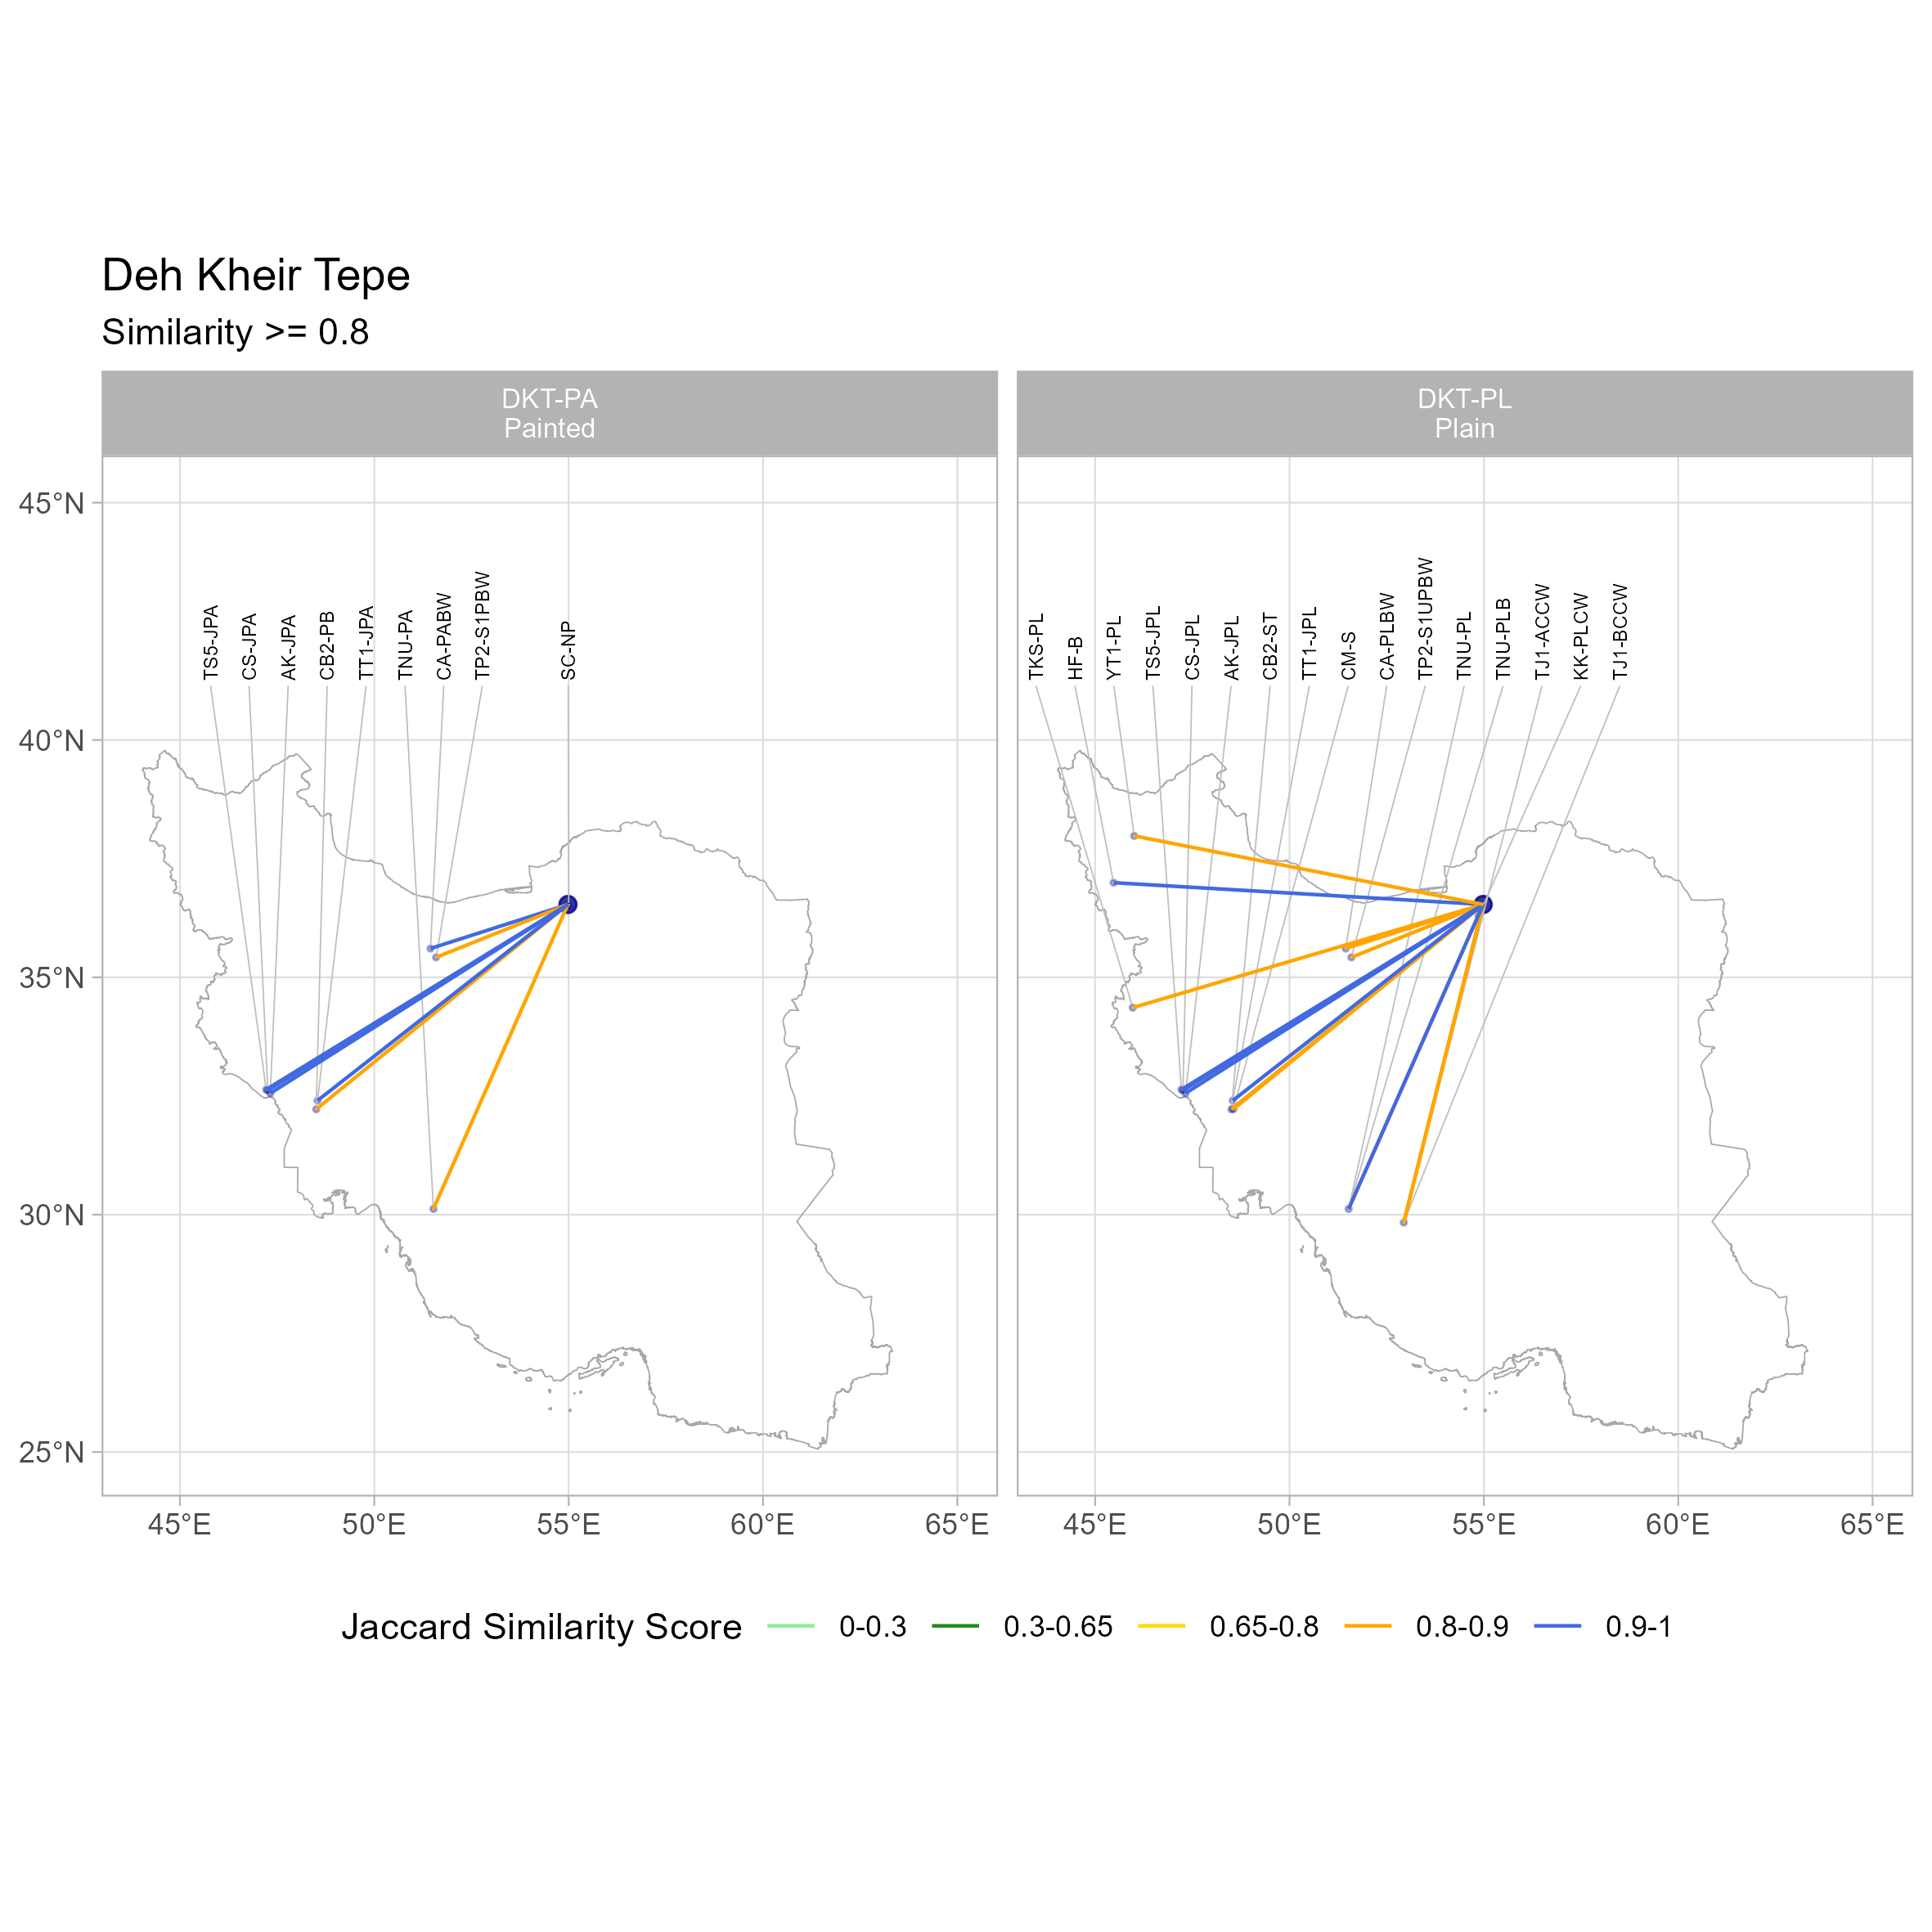 Deh Kheir Tepe
Similarity >= 0.8
DKT-PA
Painted
DKT-PL
Plain
45°N
40°N
35°N
30°N
25°N
TS5-JPA
CS-JPA
AK-JPA
CB2-PB
TT1-JPA
TNU-PA
CA-PABW
TP2-S1PBW
SC-NP
TKS-PL
HF-B
YT1-PL
TS5-JPL
CS-JPL
AK-JPL
CB2-ST
TT1-JPL
CM-S
CA-PLBW
TP2-S1UPBW
TNU-PL
TNU-PLB
TJ1-ACCW
KK-PLCW
TJ1-BCCW
45°E 50°E 55°E 60°E 65°E
45°E 50°E 55°E 60°E 65°E
Jaccard Similarity Score 0-0.3 0.3-0.65 0.65-0.8 0.8-0.9 0.9-1